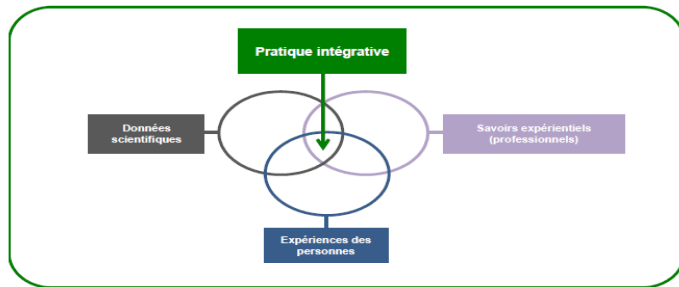 Pratique intégrative
Données
scientifiques
Savoirs expérientiels
(professionnels)
Expériences des
personnes